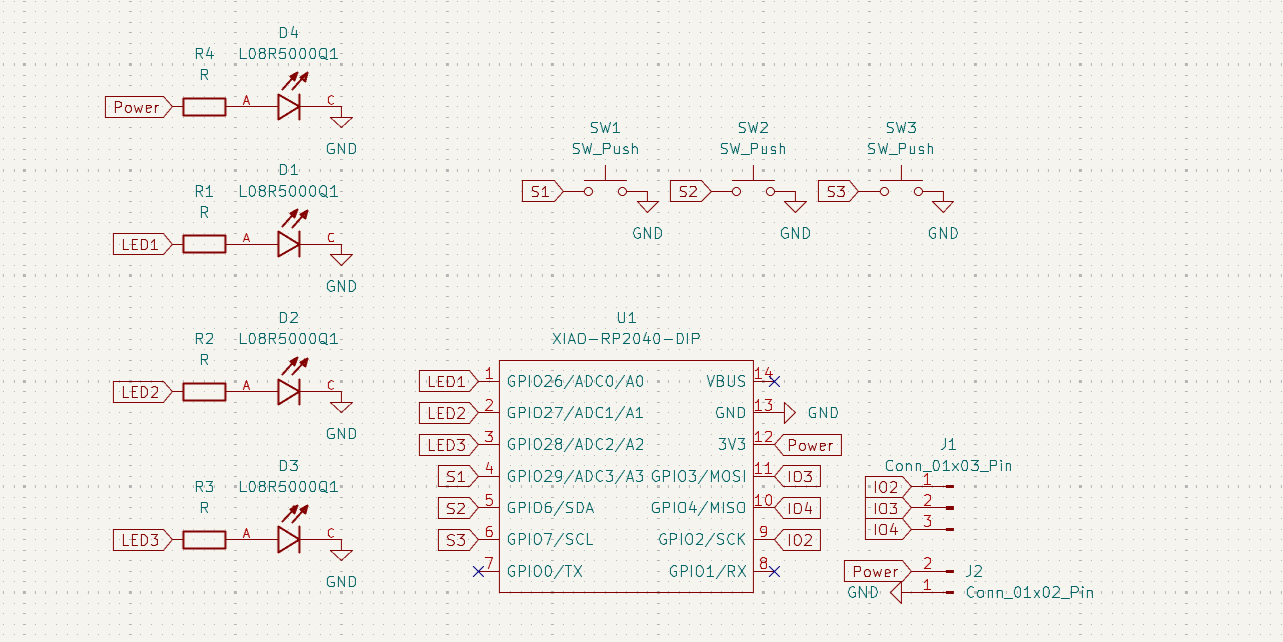 D4
L08R5000Q1
R4
R
Power
A
C
GND
D1
L08R5000Q1
R1
R
LED1
A
C
GND
D2
L08R5000Q1
R2
R
LED2
A
C
GND
D3
L08R5000Q1
R3
R
LED3
A
C
GND
SW1
SW_Push
S1
GND
SW2
SW_Push
S2
GND
SW3
SW_Push
S3
GND
U1
XIAO-RP2040-DIP
LED1 1 GPIO26/ADC0/A0
LED2 2 GPIO27/ADC1/A1
LED3 3 GPIO28/ADC2/A2
S1 4 GPIO29/ADC3/A3
S2 5 GPIO6/SDA
S3 6 GPIO7/SCL
7 GPIO0/TX
VBUS 14
GND 13 GND
3V3 12 Power
GPIO3/MOSI 11 IO3
GPIO4/MISO 10 IO4
GPIO2/SCK 9 IO2
GPIO1/RX 8
J1
Conn_01x03_Pin
IO2 1
IO3 2
IO4 3
Power 2 J2
GND 1 Conn_01x02_Pin